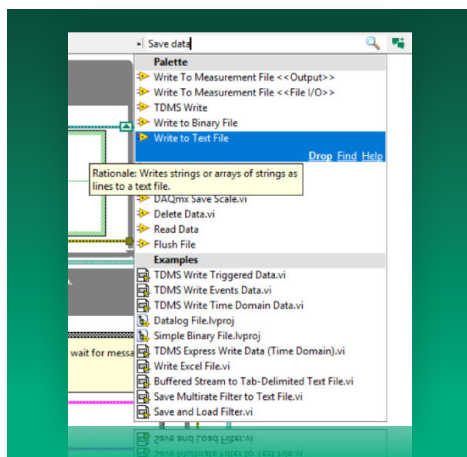 Save data
Palette
Write To Measurement File <<Output>>
Write To Measurement File <<File I/O>>
TDMS Write
Write to Binary File
Write to Text File
Drop Find Help
Rationale: Writes strings or arrays of strings as
lines to a text file.
DAQmx Save Scale.vi
Delete Data.vi
Read Data
Flush File
Examples
TDMS Write Triggered Data.vi
TDMS Write Events Data.vi
TDMS Write Time Domain Data.vi
Datalog File.lvproj
Simple Binary File.lvproj
TDMS Express Write Data (Time Domain).vi
wait for messa
Write Excel File.vi
Buffered Stream to Tab-Delimited Text File.vi
Save Multirate Filter to Text File.vi
Save and Load Filter.vi